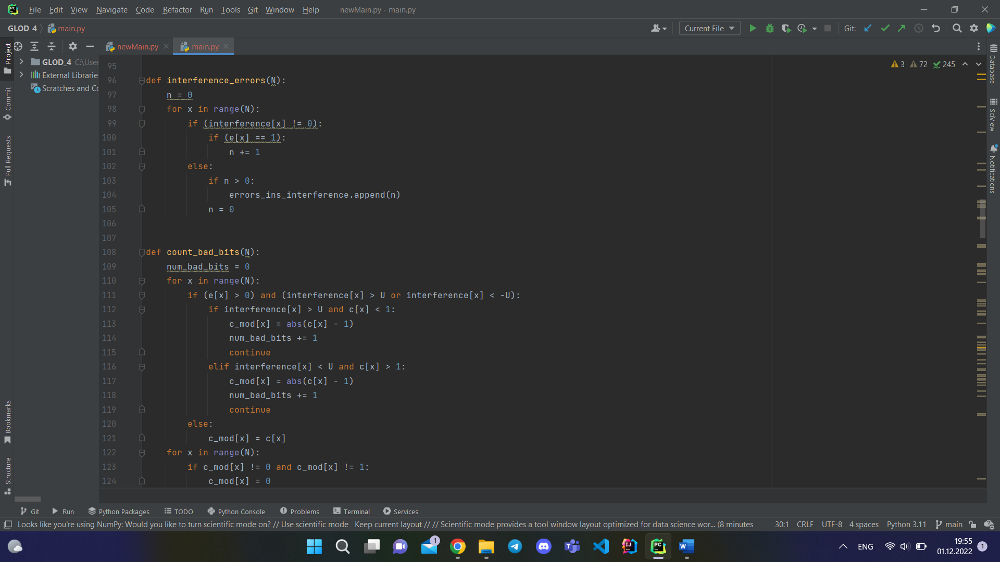 File Edit View Navigate Code Refactor Run Tools Git Window Help newMain.py - main.py
GLOD_4 main.py Current File Git:
Project
newMain.py main.py
GLOD_4 C:\User
External Librarie
Scratches and Co
Commit
Pull Requests
Bookmarks
Structure
3 72 245
Database
SciView
Notifications
95
96 def interference_errors(N):
97 n = 0
98 for x in range(N):
99 if (interference[x] != 0):
100 if (e[x] == 1):
101 n += 1
102 else:
103 if n > 0:
104 errors_ins_interference.append(n)
105 n = 0
106
107
108 def count_bad_bits(N):
109 num_bad_bits = 0
110 for x in range(N):
111 if (e[x] > 0) and (interference[x] > U or interference[x] < -U):
112 if interference[x] > U and c[x] < 1:
113 c_mod[x] = abs(c[x] - 1)
114 num_bad_bits += 1
115 continue
116 elif interference[x] < U and c[x] > 1:
117 c_mod[x] = abs(c[x] - 1)
118 num_bad_bits += 1
119 continue
120 else:
121 c_mod[x] = c[x]
122 for x in range(N):
123 if c_mod[x] != 0 and c_mod[x] != 1:
124 c_mod[x] = 0
Git Run Python Packages TODO Python Console Problems Terminal Services
Looks like you're using NumPy: Would you like to turn scientific mode on? // Use scientific mode Keep current layout // // Scientific mode provides a tool window layout optimized for data science wor... (8 minutes 30:1 CRLF UTF-8 4 spaces Python 3.11 main
1 ENG 19:55
01.12.2022 1